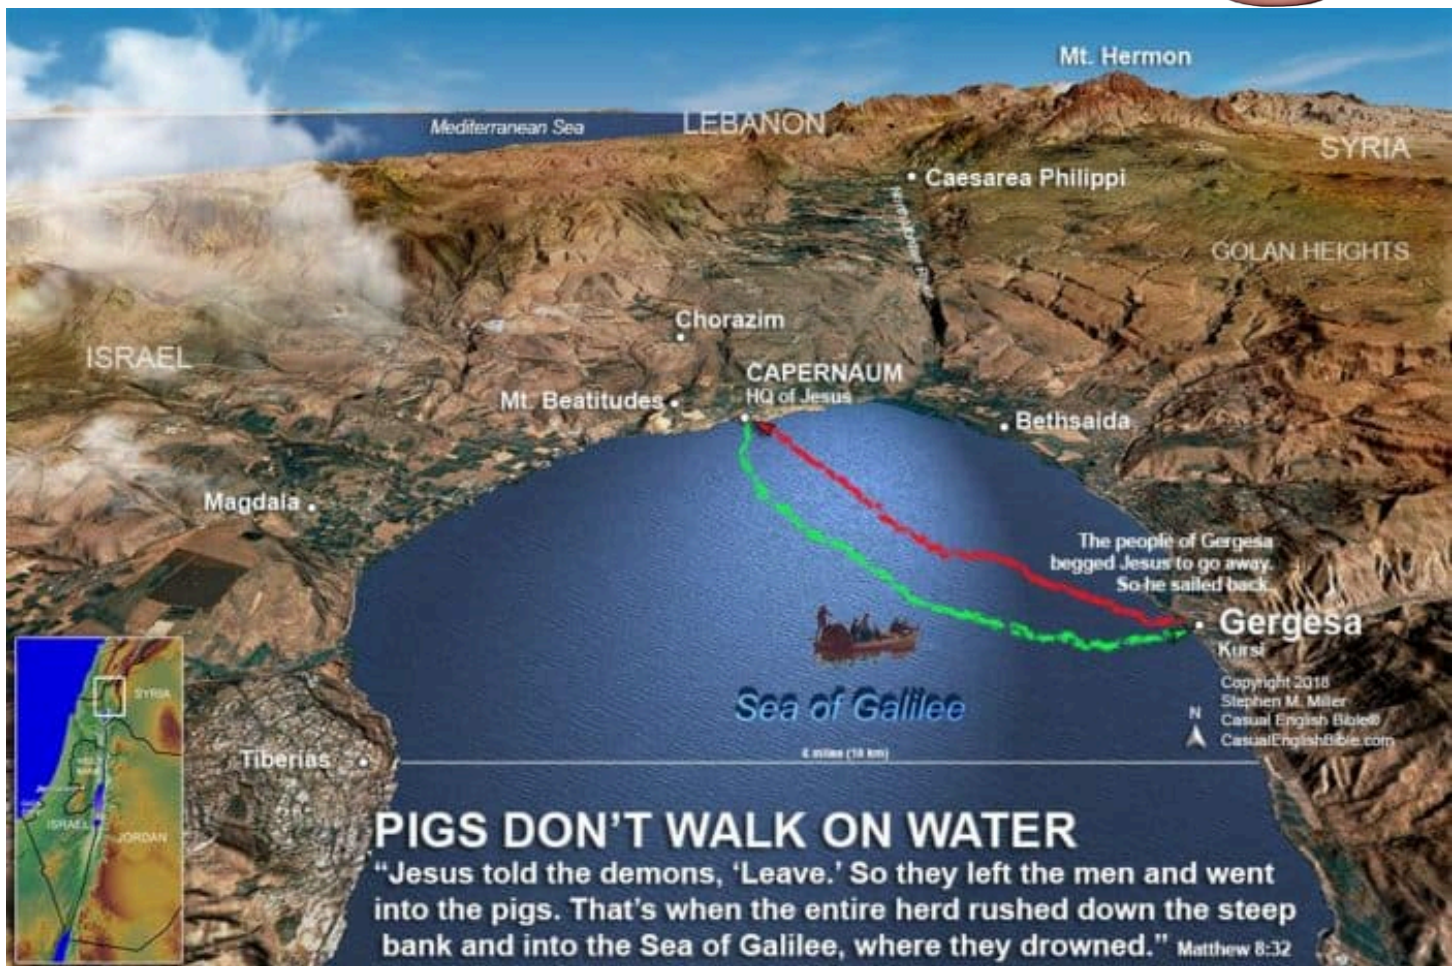 Mt. Hermon
Mediterranean Sea
LEBANON
SYRIA
Caesarea Philippi
GOLAN HEIGHTS
Chorazim
ISRAEL
CAPERNAUM
HQ of Jesus
Mt. Beatitudes
Bethsaida
Magdala
The people of Gergesa
begged Jesus to go away.
So he sailed back.
Gergesa
Kursi
Copyright 2018
Stephen M. Miller
Casual English Bible®
CasualEnglishBible.com
N
Sea of Galilee
SYRIA
ISRAEL
JORDAN
Tiberias
miles (10 km)
PIGS DON'T WALK ON WATER
“Jesus told the demons, ‘Leave.’ So they left the men and went
into the pigs. That’s when the entire herd rushed down the steep
bank and into the Sea of Galilee, where they drowned.” Matthew 8:32